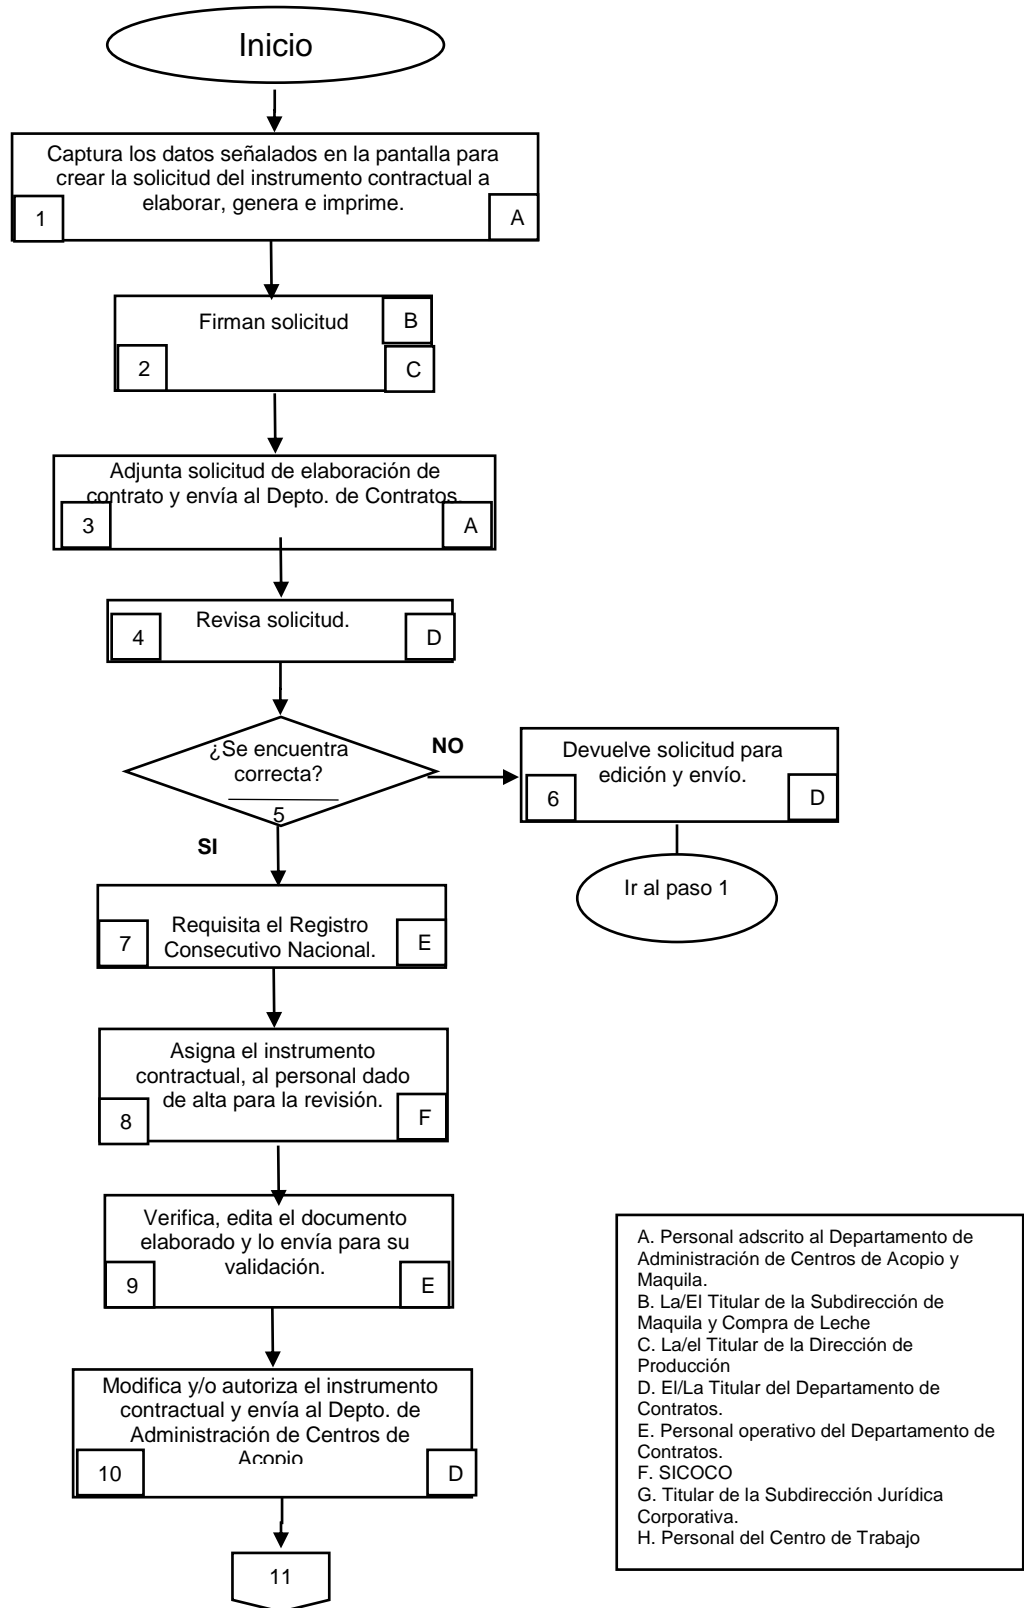 Inicio
Captura los datos señalados en la pantalla para
crear la solicitud del instrumento contractual a
elaborar, genera e imprime.
1
A
Firman solicitud
B
2
C
Adjunta solicitud de elaboración de
contrato y envía al Depto. de Contratos
3
A
Revisa solicitud.
4
D
¿Se encuentra
correcta?
5
NO
SI
Devuelve solicitud para
edición y envío.
6
D
Ir al paso 1
Requisita el Registro
Consecutivo Nacional.
7
E
Asigna el instrumento
contractual, al personal dado
de alta para la revisión.
8
F
Verifica, edita el documento
elaborado y lo envía para su
validación.
9
E
Modifica y/o autoriza el instrumento
contractual y envía al Depto. de
Administración de Centros de
Acopio
10
D
11
A. Personal adscrito al Departamento de
Administración de Centros de Acopio y
Maquila.
B. La/El Titular de la Subdirección de
Maquila y Compra de Leche
C. La/el Titular de la Dirección de
Producción
D. El/La Titular del Departamento de
Contratos.
E. Personal operativo del Departamento de
Contratos.
F. SICOCO
G. Titular de la Subdirección Jurídica
Corporativa.
H. Personal del Centro de Trabajo